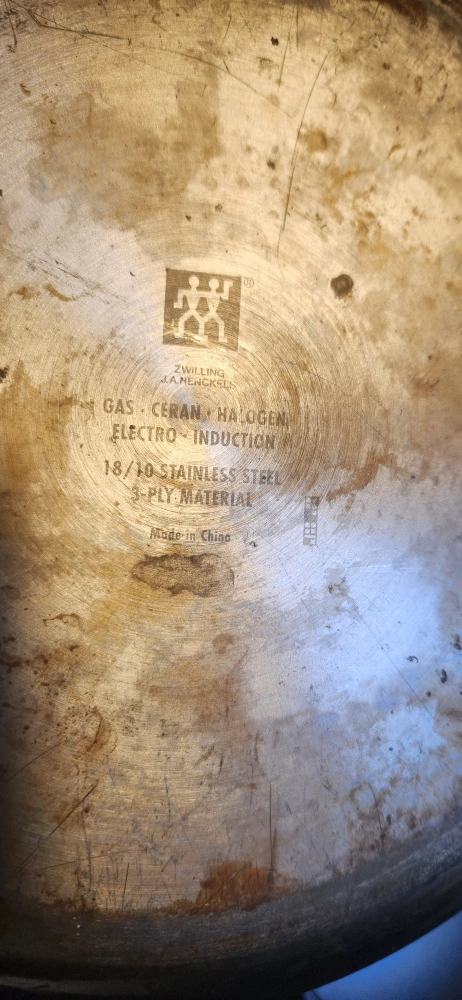 ZWILLING
J.A.HENCKELS
GAS · CERAN · HALOGEN
ELECTRO - INDUCTION
18/10 STAINLESS STEEL
3-PLY MATERIAL
Made in China